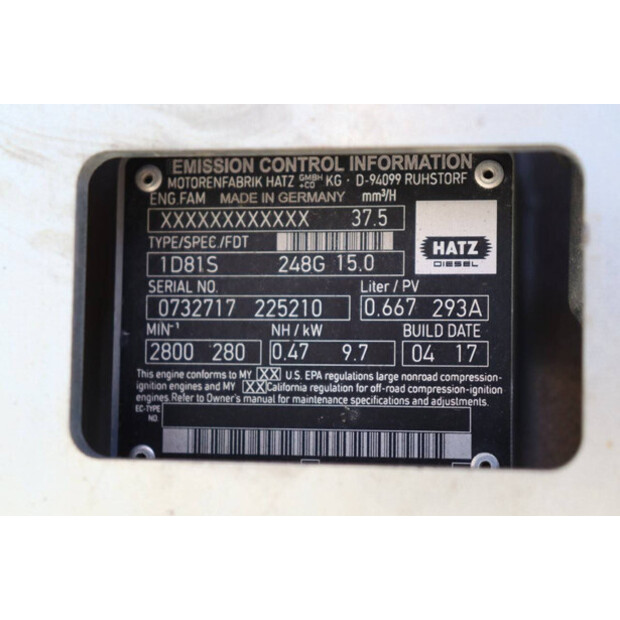 EMISSION CONTROL INFORMATION
MOTORENFABRIK HATZ GMBH +CO KG · D-94099 RUHSTORF
ENG.FAM MADE IN GERMANY mm³/H
XXXXXXXXXXXX 37.5
TYPE/SPEC./FDT
1D81S 248G 15.0
HATZ
DIESEL
SERIAL NO. Liter / PV
0732717 225210 0.667 293A
MIN⁻¹ NH / kW BUILD DATE
2800 280 0.47 9.7 04 17
This engine conforms to MY XX U.S. EPA regulations large nonroad compression-
ignition engines and MY XX California regulation for off-road compression-ignition
engines. Refer to Owner's manual for maintenance specifications and adjustments.
EC-TYPE
NO.